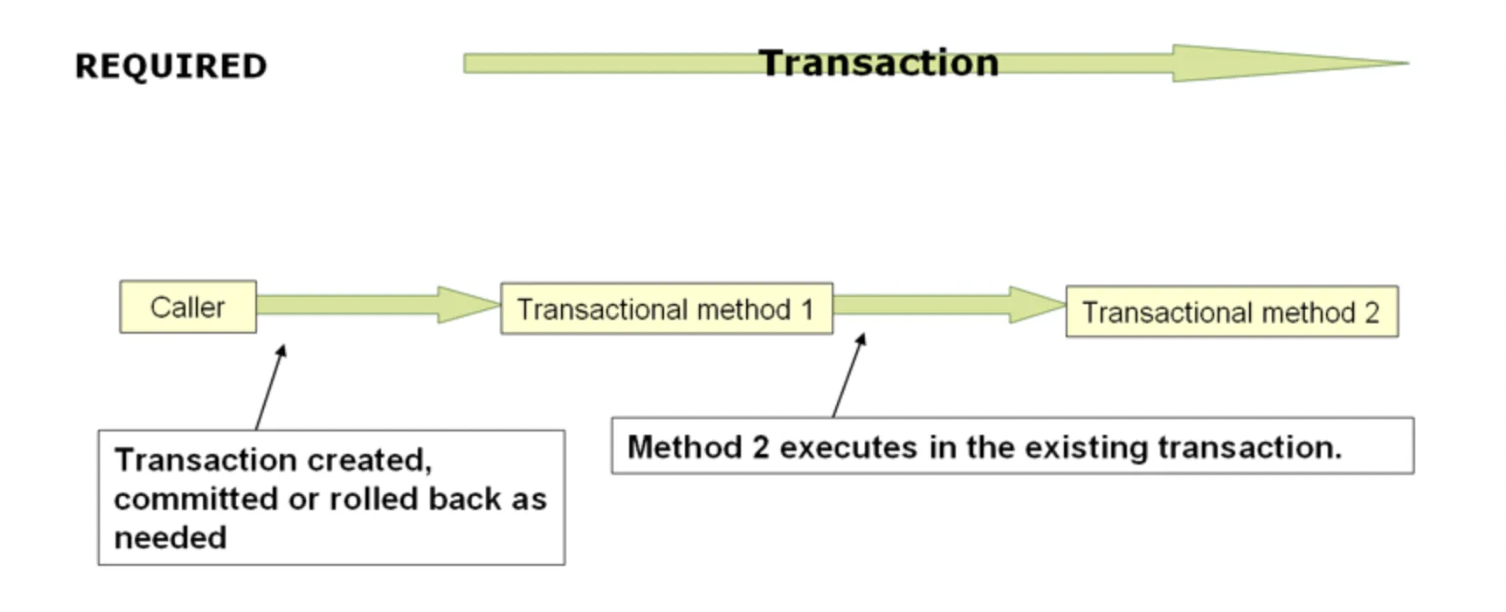 REQUIRED
Transaction
Caller
Transactional method 1
Transactional method 2
Transaction created,
committed or rolled back as
needed
Method 2 executes in the existing transaction.